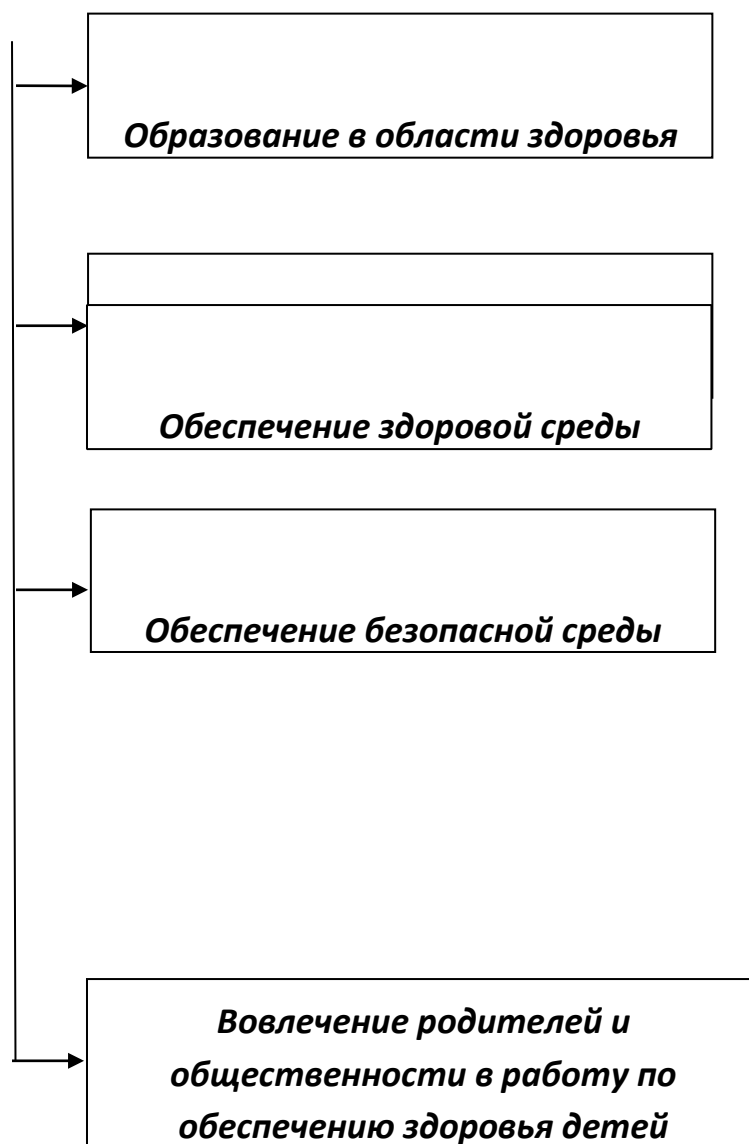 Образование в области здоровья
Обеспечение здоровой среды
Обеспечение безопасной среды
Вовлечение родителей и
общественности в работу по
обеспечению здоровья детей